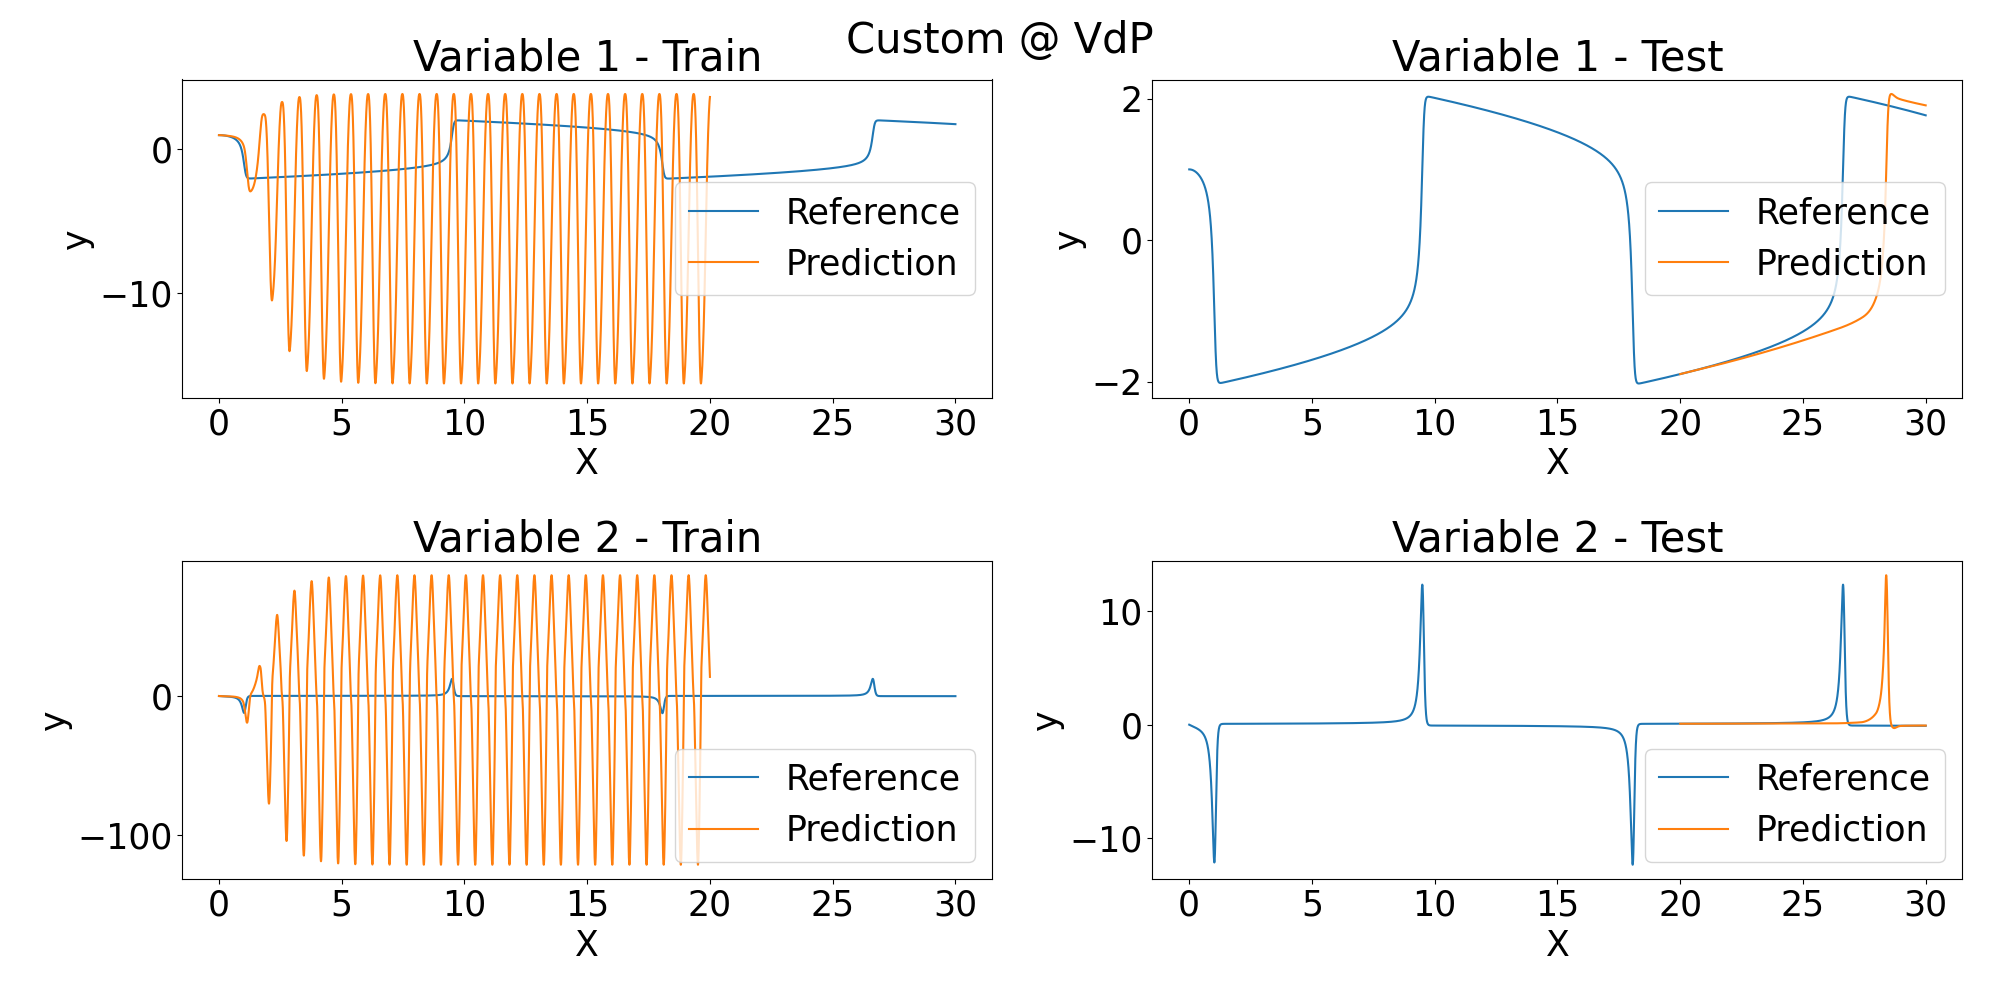 Custom @ VdP
Variable 1 - Train
0
−10
y
0 5 10 15 20 25 30
X
Reference
Prediction
Variable 1 - Test
2
0
−2
y
0 5 10 15 20 25 30
X
Reference
Prediction
Variable 2 - Train
0
−100
y
0 5 10 15 20 25 30
X
Reference
Prediction
Variable 2 - Test
10
0
−10
y
0 5 10 15 20 25 30
X
Reference
Prediction